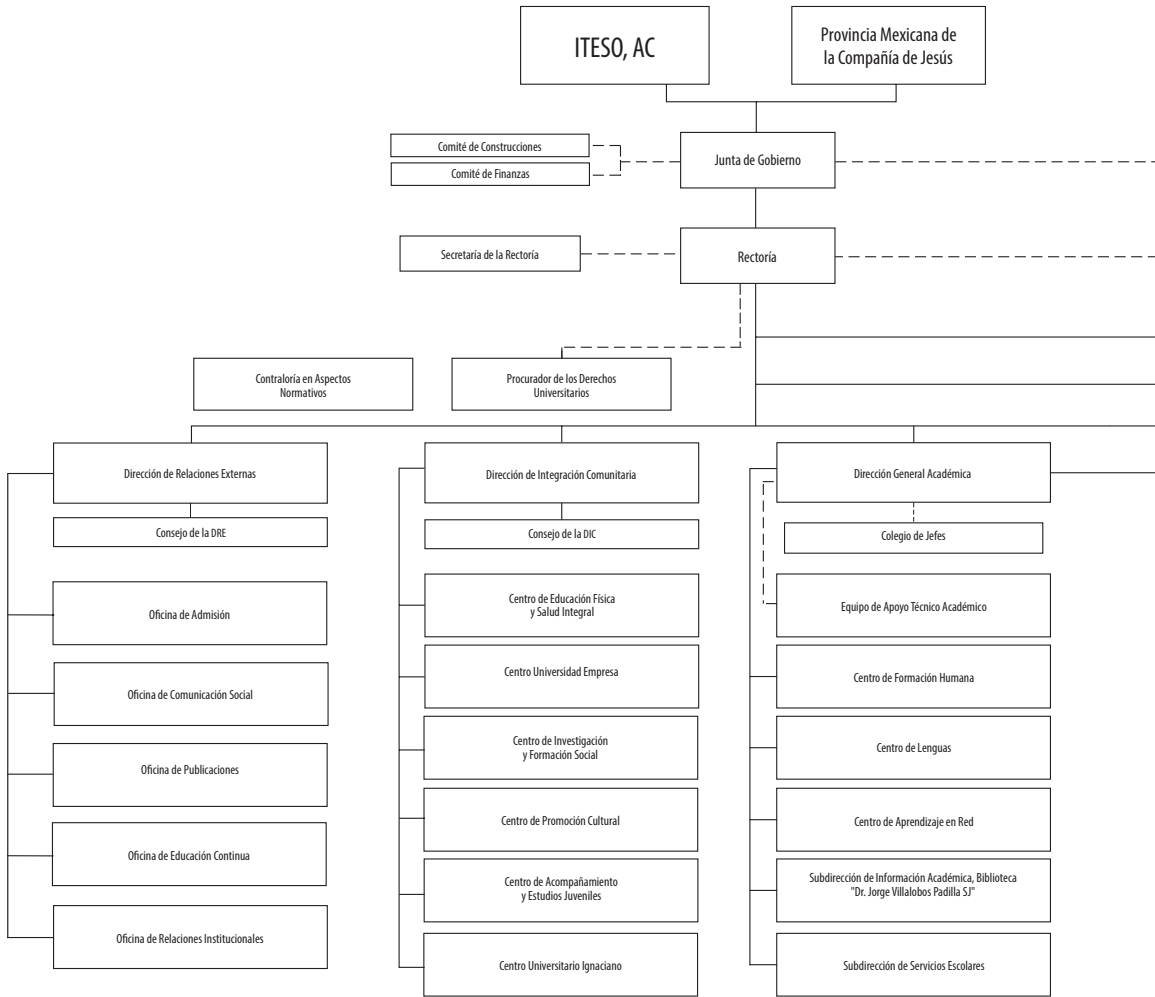 ITESO, AC
Provincia Mexicana de
la Compañía de Jesús
Comité de Construcciones
Comité de Finanzas
Junta de Gobierno
Secretaría de la Rectoría
Rectoría
Contraloría en Aspectos
Normativos
Procurador de los Derechos
Universitarios
Dirección de Relaciones Externas
Consejo de la DRE
Oficina de Admisión
Oficina de Comunicación Social
Oficina de Publicaciones
Oficina de Educación Continua
Oficina de Relaciones Institucionales
Dirección de Integración Comunitaria
Consejo de la DIC
Centro de Educación Física
y Salud Integral
Centro Universidad Empresa
Centro de Investigación
y Formación Social
Centro de Promoción Cultural
Centro de Acompañamiento
y Estudios Juveniles
Centro Universitario Ignaciano
Dirección General Académica
Colegio de Jefes
Equipo de Apoyo Técnico Académico
Centro de Formación Humana
Centro de Lenguas
Centro de Aprendizaje en Red
Subdirección de Información Académica, Biblioteca
"Dr. Jorge Villalobos Padilla SJ"
Subdirección de Servicios Escolares